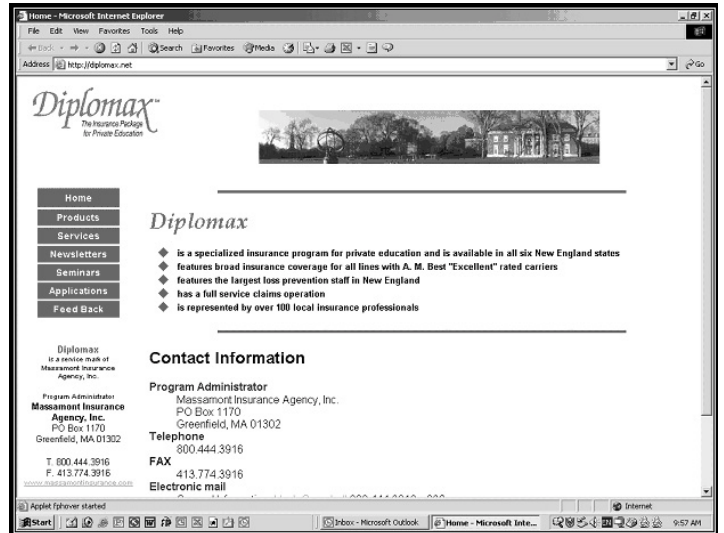 Home - Microsoft Internet Explorer
File Edit View Favorites Tools Help
Back Search Favorites Media
Address http://diplomax.net Go
Diplomax™
The Insurance Package
for Private Education
Home
Products
Services
Newsletters
Seminars
Applications
Feed Back
Diplomax
is a service mark of
Massamont Insurance
Agency, Inc.
Program Administrator
Massamont Insurance
Agency, Inc.
PO Box 1170
Greenfield, MA 01302
T. 800.444.3916
F. 413.774.3916
www.massamontinsurance.com
Diplomax
is a specialized insurance program for private education and is available in all six New England states
features broad insurance coverage for all lines with A. M. Best "Excellent" rated carriers
features the largest loss prevention staff in New England
has a full service claims operation
is represented by over 100 local insurance professionals
Contact Information
Program Administrator
Massamont Insurance Agency, Inc.
PO Box 1170
Greenfield, MA 01302
Telephone
800.444.3916
FAX
413.774.3916
Electronic mail
Applet fphover started Internet
Start Inbox - Microsoft Outlook Home - Microsoft Inte... 9:57 AM